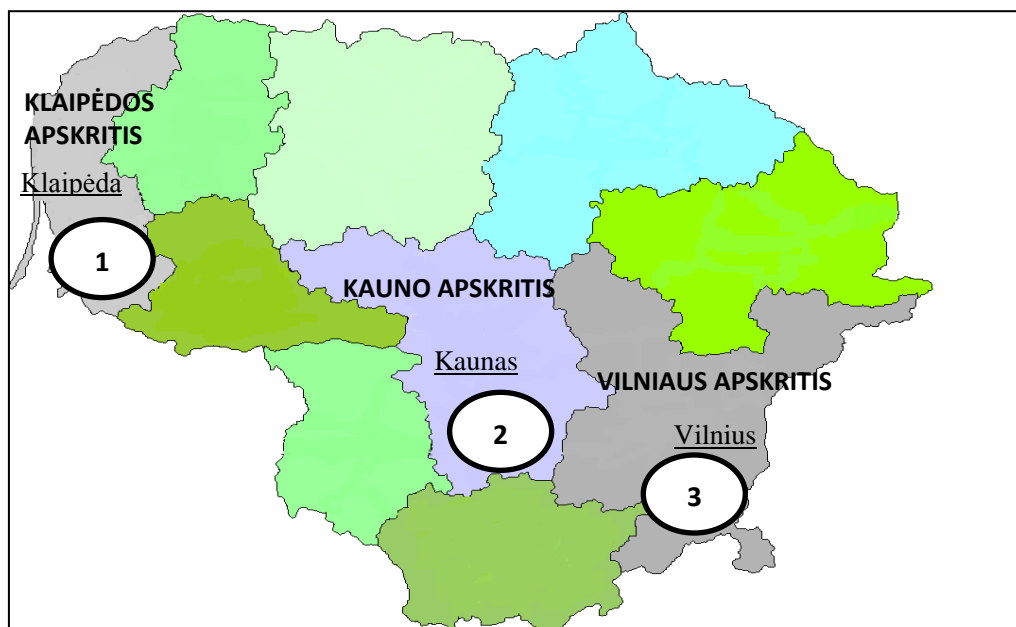 KLAIPĖDOS
APSKRITIS
Klaipėda
1
KAUNO APSKRITIS
Kaunas
2
VILNIAUS APSKRITIS
Vilnius
3